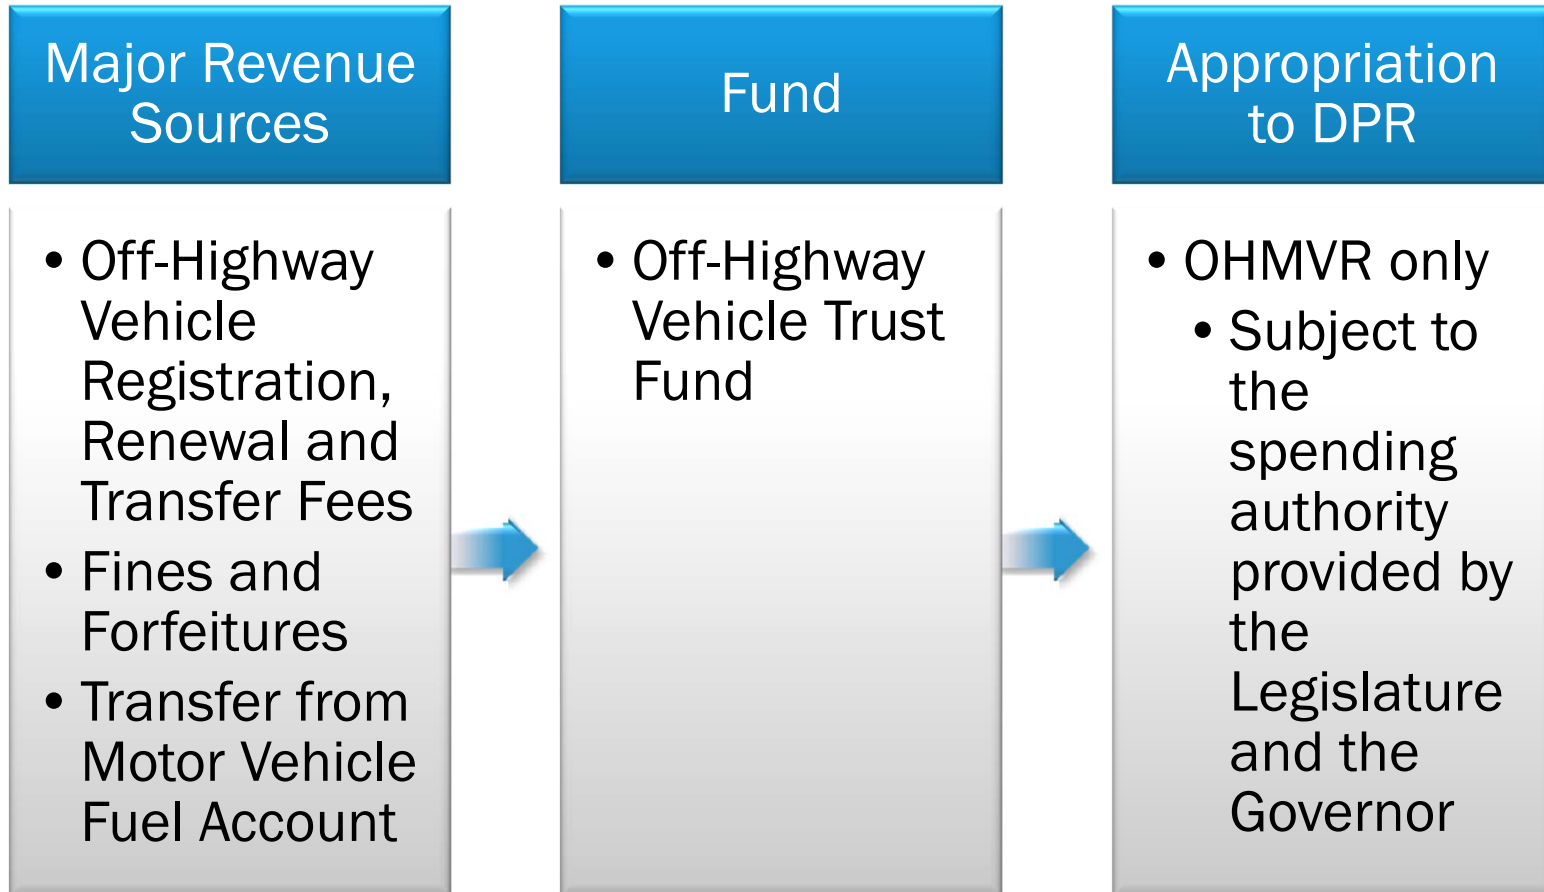 Major Revenue
Sources
• Off-Highway
Vehicle
Registration,
Renewal and
Transfer Fees
• Fines and
Forfeitures
• Transfer from
Motor Vehicle
Fuel Account
Fund
• Off-Highway
Vehicle Trust
Fund
Appropriation
to DPR
• OHMVR only
• Subject to
the
spending
authority
provided by
the
Legislature
and the
Governor